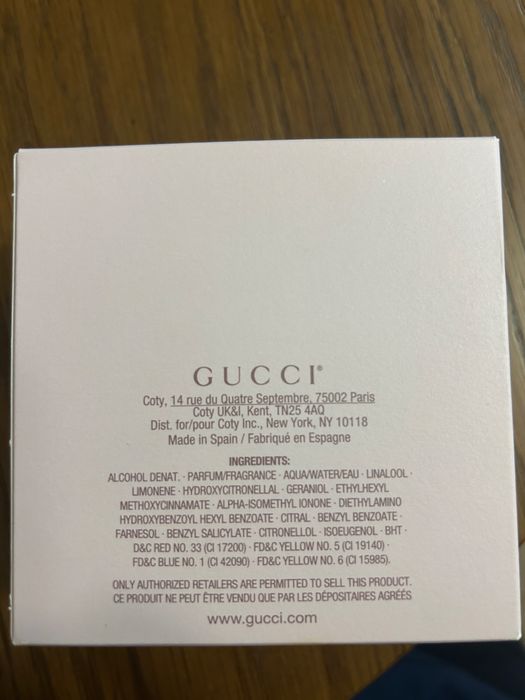 GUCCI®
Coty, 14 rue du Quatre Septembre, 75002 Paris
Coty UK&I, Kent, TN25 4AQ
Dist. for/pour Coty Inc., New York, NY 10118
Made in Spain / Fabriqué en Espagne
INGREDIENTS:
ALCOHOL DENAT. · PARFUM/FRAGRANCE · AQUA/WATER/EAU · LINALOOL ·
LIMONENE · HYDROXYCITRONELLAL · GERANIOL · ETHYLHEXYL
METHOXYCINNAMATE · ALPHA-ISOMETHYL IONONE · DIETHYLAMINO
HYDROXYBENZOYL HEXYL BENZOATE · CITRAL · BENZYL BENZOATE ·
FARNESOL · BENZYL SALICYLATE · CITRONELLOL · ISOEUGENOL · BHT ·
D&C RED NO. 33 (CI 17200) · FD&C YELLOW NO. 5 (CI 19140) ·
FD&C BLUE NO. 1 (CI 42090) · FD&C YELLOW NO. 6 (CI 15985).
ONLY AUTHORIZED RETAILERS ARE PERMITTED TO SELL THIS PRODUCT.
CE PRODUIT NE PEUT ÊTRE VENDU QUE PAR LES DÉPOSITAIRES AGRÉÉS
www.gucci.com